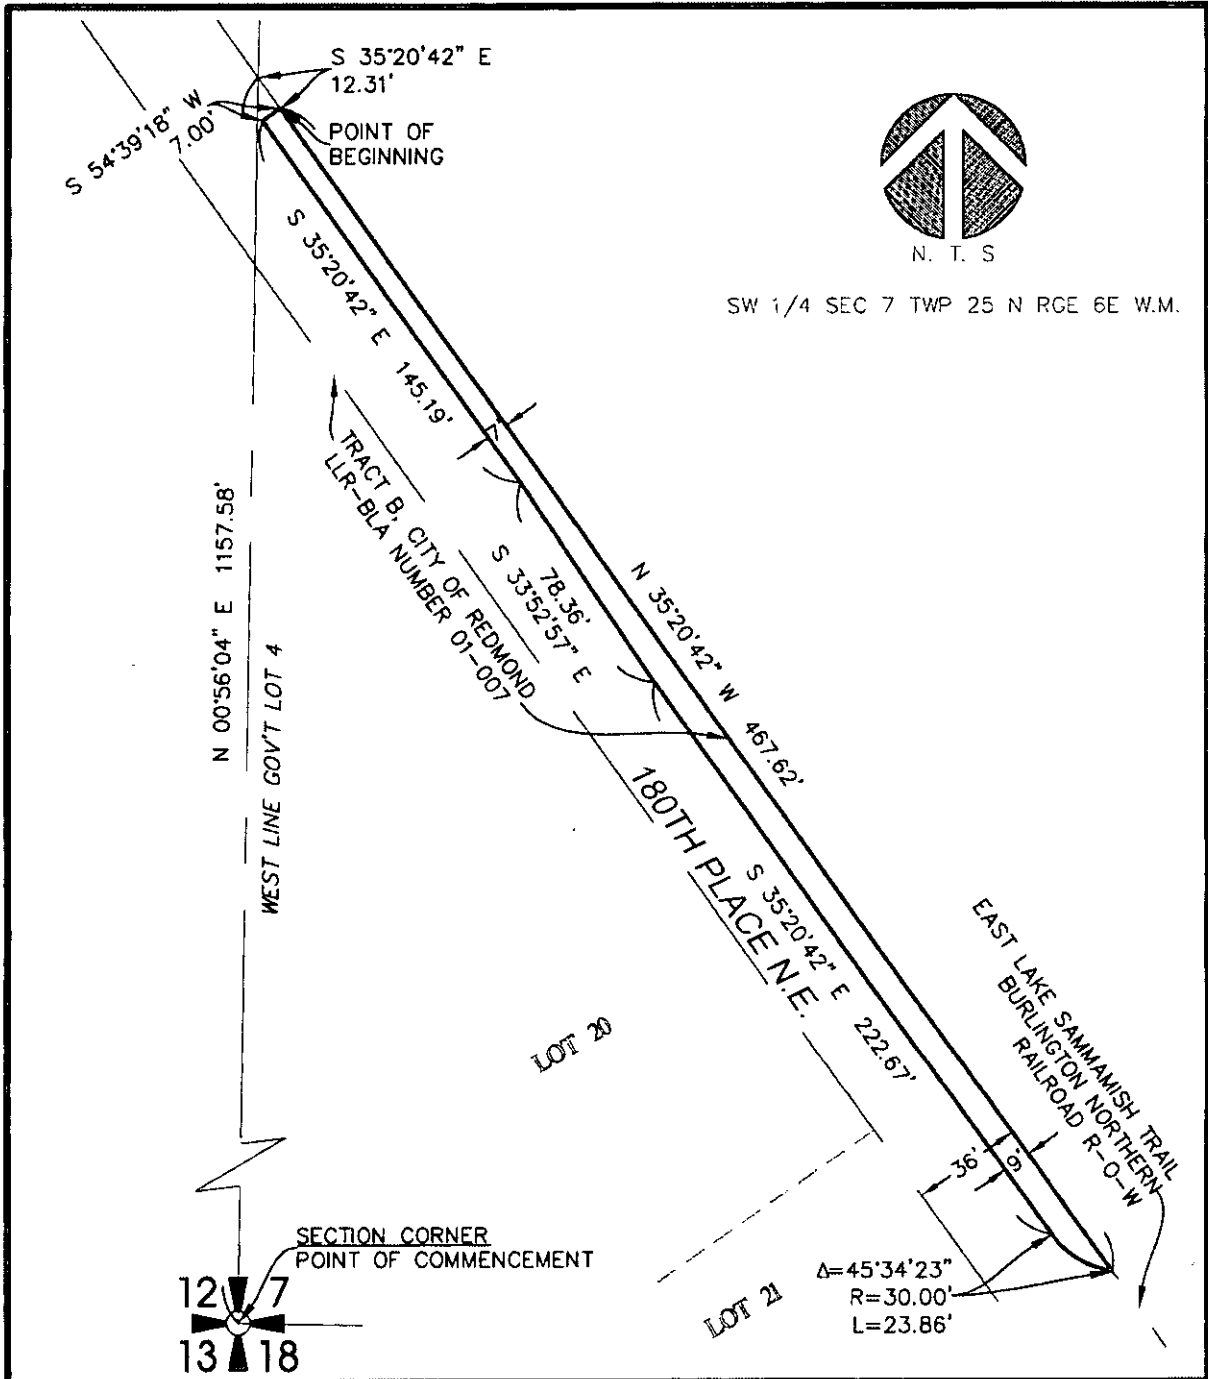 S 35°20'42" E
12.31'
S 54°39'18" W
7.00'
POINT OF
BEGINNING
N. T. S
SW 1/4 SEC 7 TWP 25 N RGE 6E W.M.
S 35°20'42" E 145.19'
7'
TRACT B, CITY OF REDMOND
LLR-BLA NUMBER 01-007
78.36'
S 33°52'57" E
N 35°20'42" W 467.62'
N 00°56'04" E 1157.58'
WEST LINE GOV'T LOT 4
180TH PLACE N.E.
S 35°20'42" E 222.67'
EAST LAKE SAMMAMISH TRAIL
BURLINGTON NORTHERN
RAILROAD R-O-W
LOT 20
36'
9'
SECTION CORNER
POINT OF COMMENCEMENT
Δ=45°34'23"
R=30.00'
L=23.86'
LOT 21
12 7
13 18